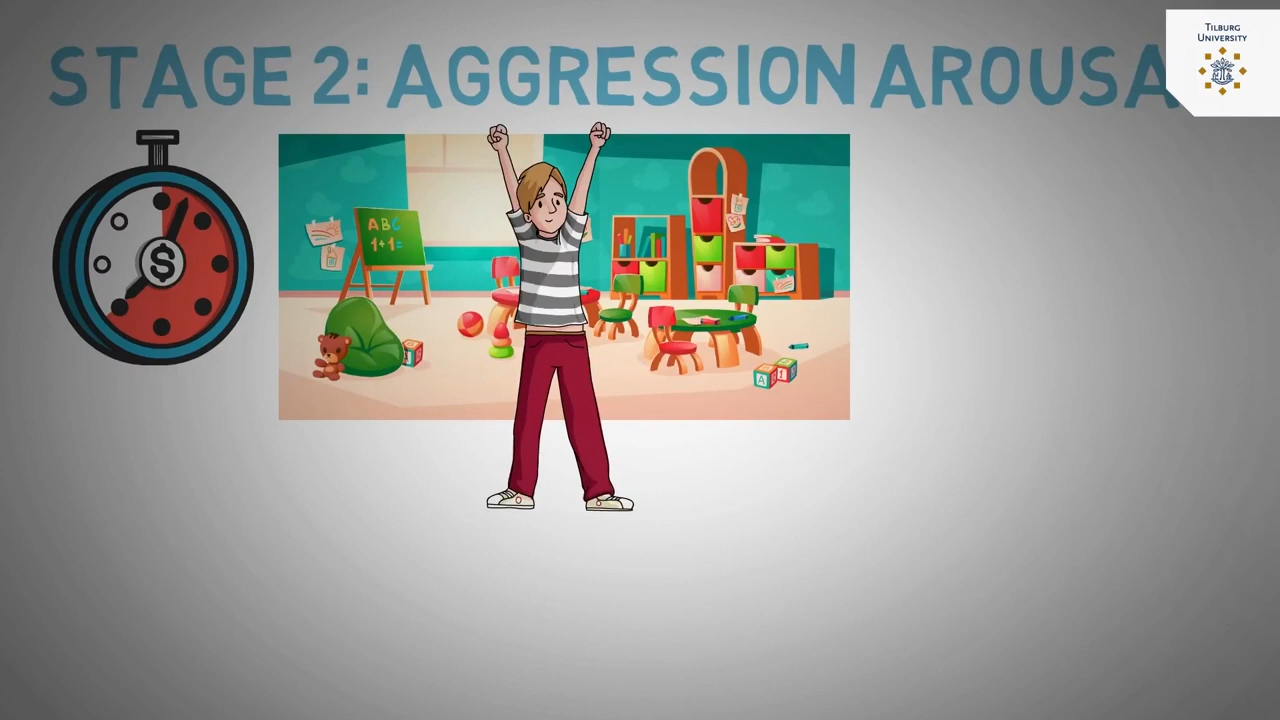 STAGE 2: AGGRESSION AROUSA
TILBURG
UNIVERSITY
$
ABC
1+1=
A